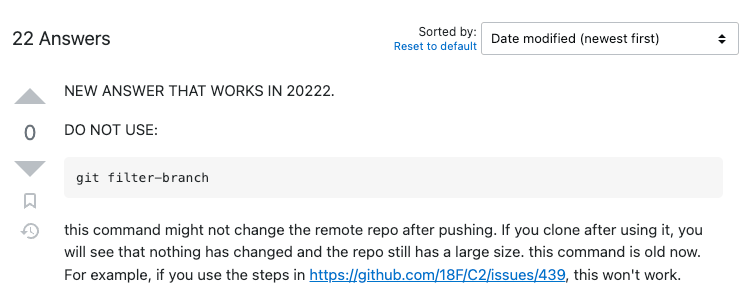 22 Answers
Sorted by:
Reset to default
Date modified (newest first)
NEW ANSWER THAT WORKS IN 20222.
0
DO NOT USE:
git filter-branch
this command might not change the remote repo after pushing. If you clone after using it, you
will see that nothing has changed and the repo still has a large size. this command is old now.
For example, if you use the steps in https://github.com/18F/C2/issues/439, this won't work.